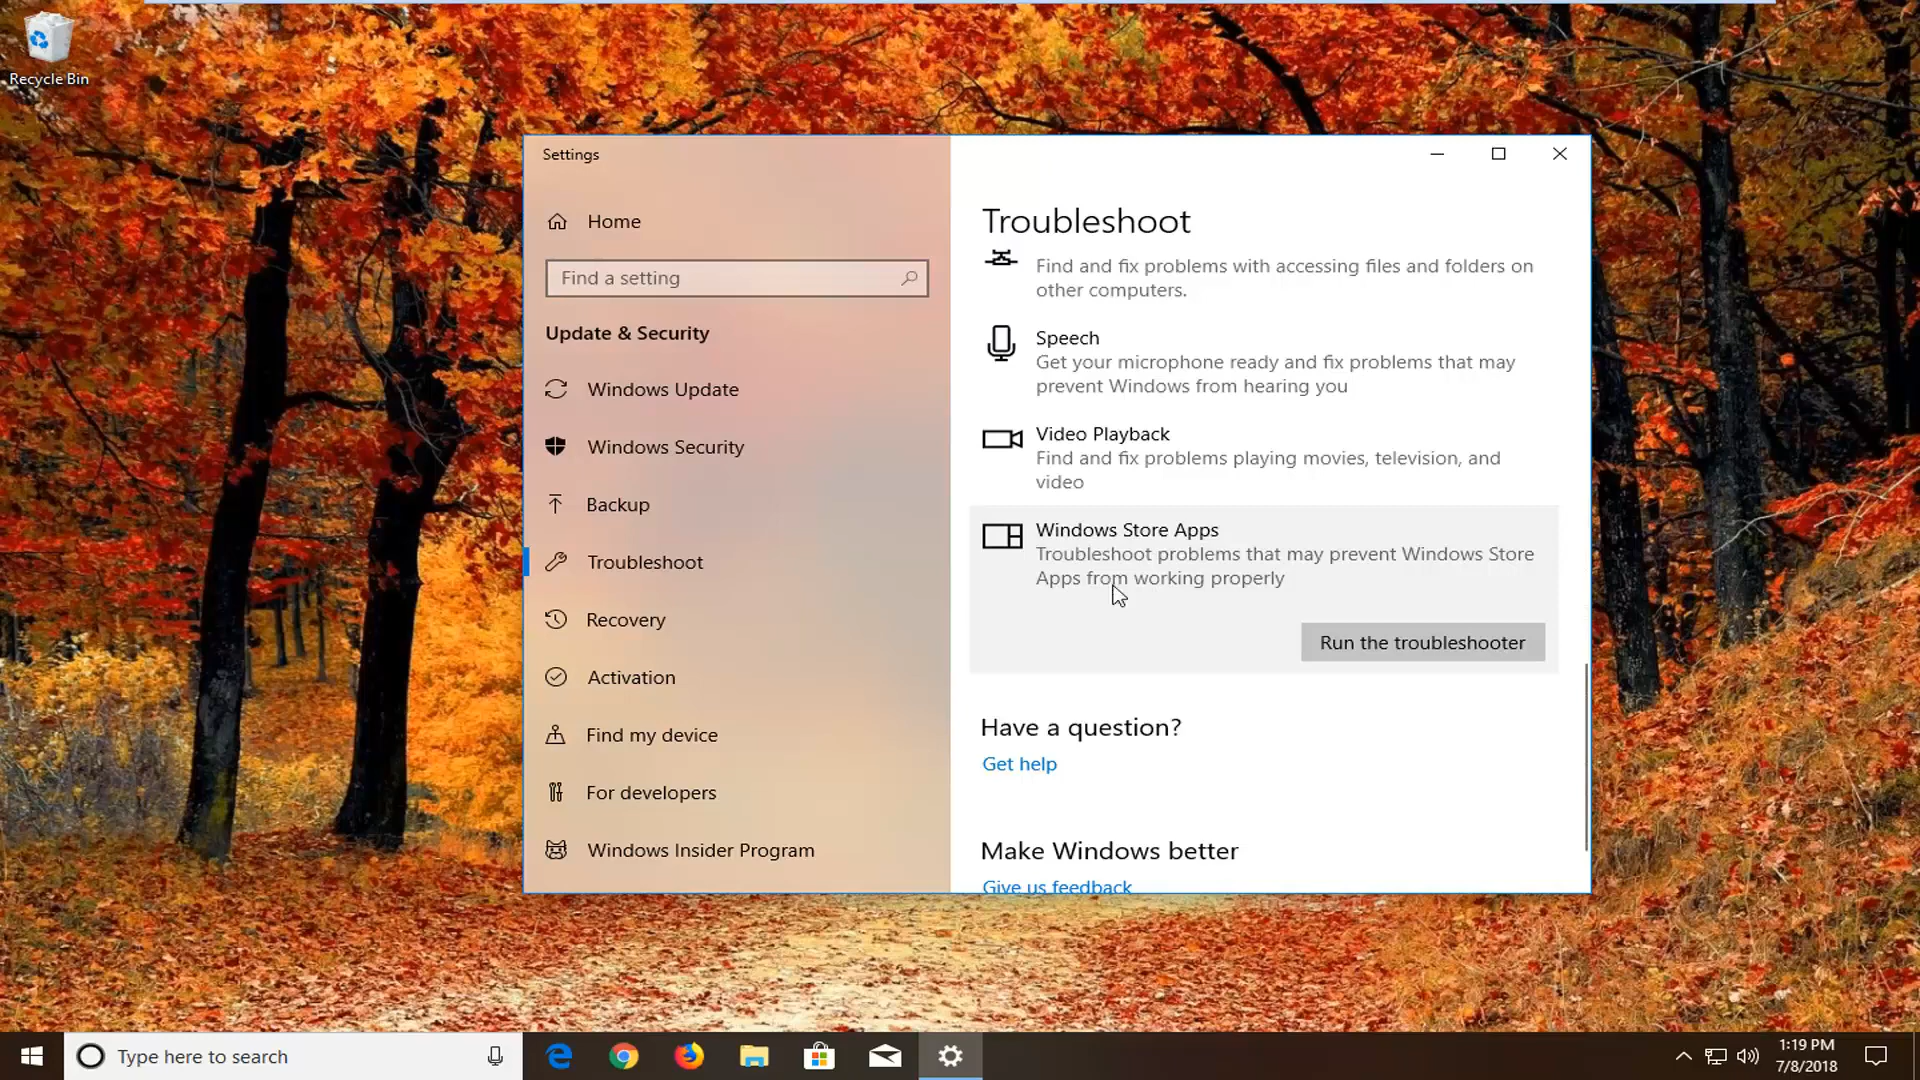 Recycle Bin
Settings
Home
Find a setting
Update & Security
Windows Update
Windows Security
Backup
Troubleshoot
Recovery
Activation
Find my device
For developers
Windows Insider Program
Troubleshoot
Find and fix problems with accessing files and folders on
other computers.
Speech
Get your microphone ready and fix problems that may
prevent Windows from hearing you
Video Playback
Find and fix problems playing movies, television, and
video
Windows Store Apps
Troubleshoot problems that may prevent Windows Store
Apps from working properly
Run the troubleshooter
Have a question?
Get help
Make Windows better
Give us feedback
Type here to search
1:19 PM
7/8/2018